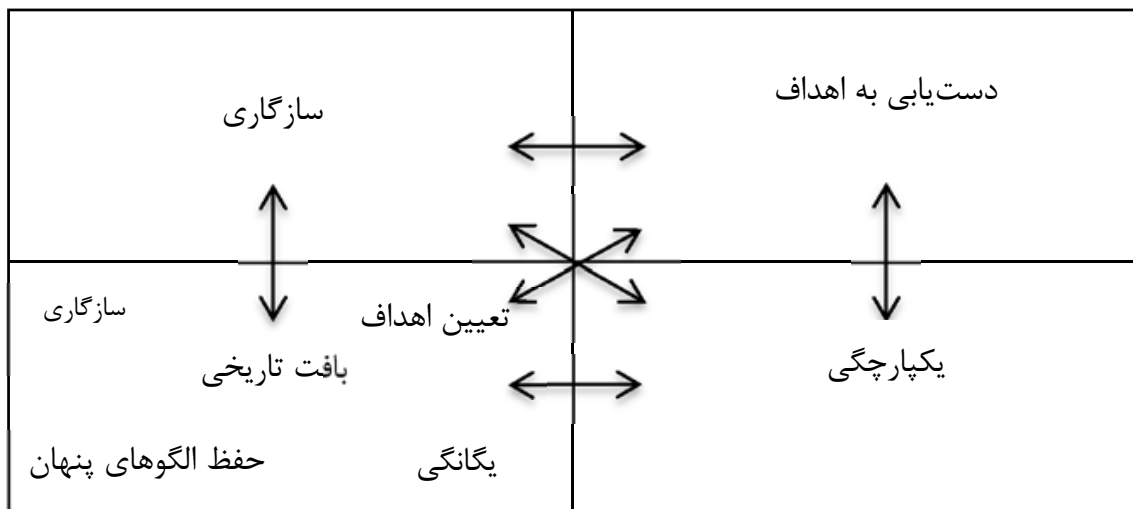 دست‌یابی به اهداف
سازگاری
تعیین اهداف
سازگاری
یکپارچگی
بافت تاریخی
یگانگی
حفظ الگوهای پنهان